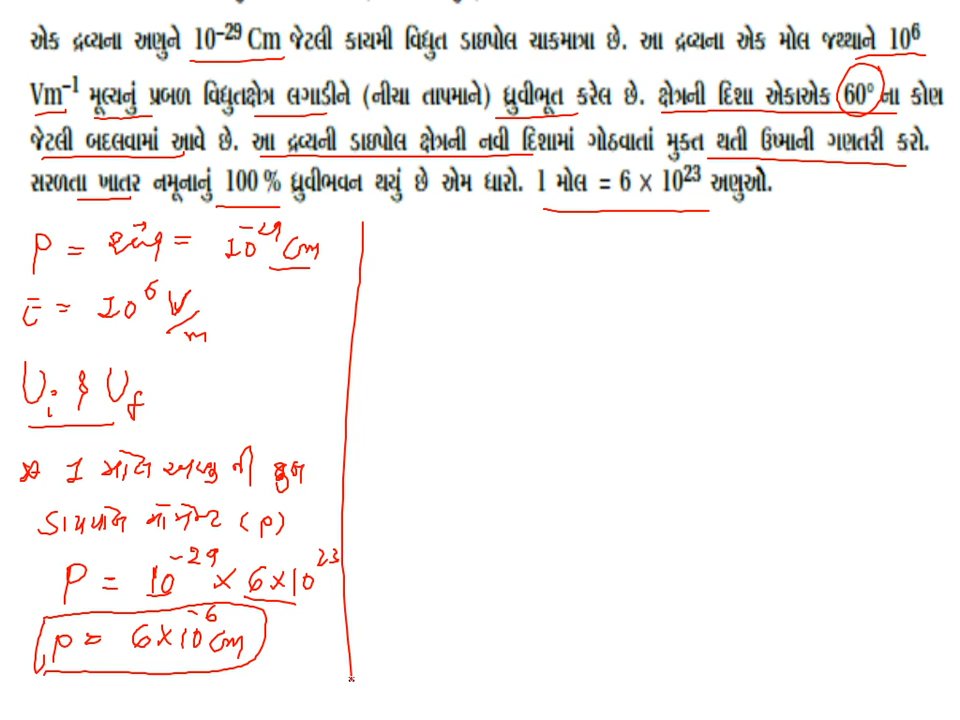 એક દ્રવ્યના અણુને 10⁻²⁹ Cm જેટલી કાયમી વિદ્યુત ડાઇપોલ ચાકમાત્રા છે. આ દ્રવ્યના એક મોલ જથ્થાને 10⁶
Vm⁻¹ મૂલ્યનું પ્રબળ વિદ્યુતક્ષેત્ર લગાડીને (નીચા તાપમાને) ધ્રુવીભૂત કરેલ છે. ક્ષેત્રની દિશા એકાએક 60° ના કોણ
જેટલી બદલવામાં આવે છે. આ દ્રવ્યની ડાઇપોલ ક્ષેત્રની નવી દિશામાં ગોઠવાતાં મુક્ત થતી ઉષ્માની ગણતરી કરો.
સરળતા ખાતર નમૂનાનું 100 % ધ્રુવીભવન થયું છે એમ ધારો. 1 મોલ = 6 × 10²³ અણુઓ.
P = = 10⁻²⁹ Cm
E = 10⁶ V/m
Uᵢ & U_f
1 મોલ અણુ ની કુલ
ડાયપોલ મોમેન્ટ (p)
P = 10⁻²⁹ × 6×10²³
p = 6×10⁻⁶ Cm